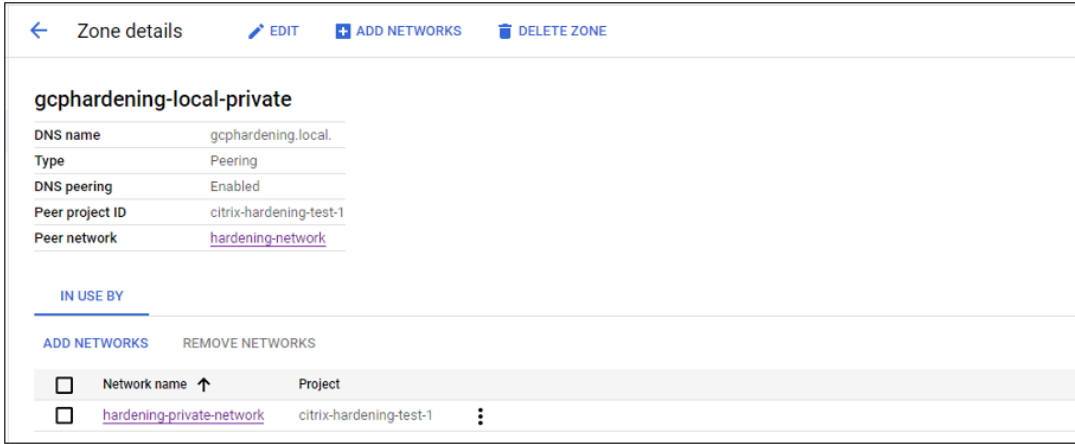 Zone details EDIT ADD NETWORKS DELETE ZONE
gcphardening-local-private
DNS name gcphardening.local.
Type Peering
DNS peering Enabled
Peer project ID citrix-hardening-test-1
Peer network hardening-network
IN USE BY
ADD NETWORKS REMOVE NETWORKS
Network name Project
hardening-private-network citrix-hardening-test-1